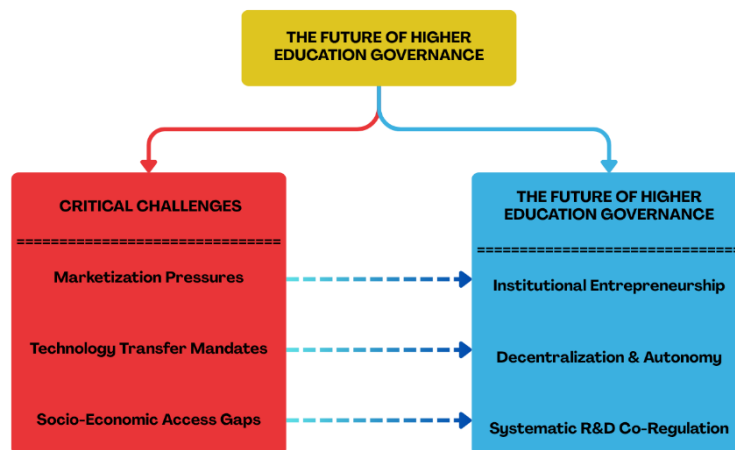 THE FUTURE OF HIGHER
EDUCATION GOVERNANCE
CRITICAL CHALLENGES
==============================
Marketization Pressures
Technology Transfer Mandates
Socio-Economic Access Gaps
THE FUTURE OF HIGHER
EDUCATION GOVERNANCE
==============================
Institutional Entrepreneurship
Decentralization & Autonomy
Systematic R&D Co-Regulation